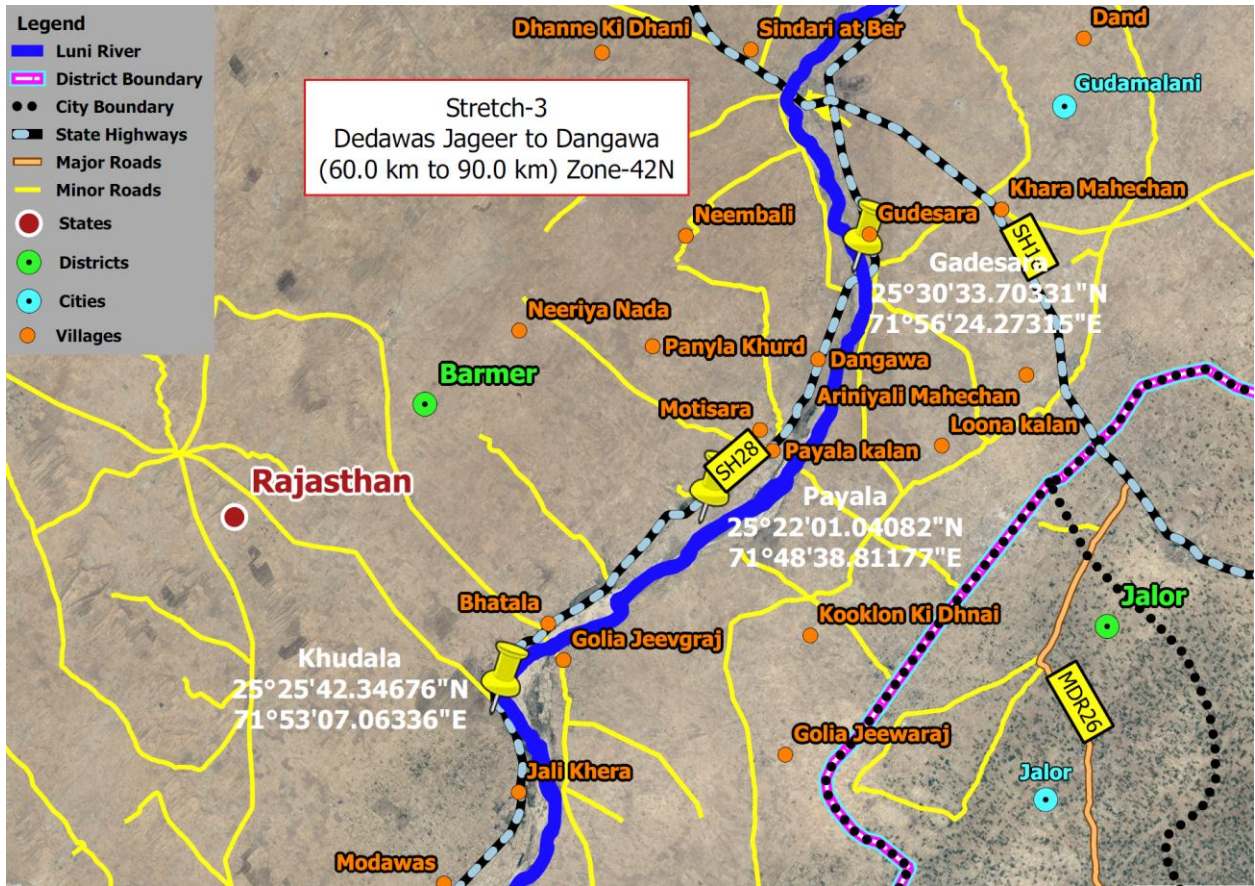 Legend
Luni River
District Boundary
City Boundary
State Highways
Major Roads
Minor Roads
States
Districts
Cities
Villages
Dhanne Ki Dhani
Sindari at Ber
Dand
Gudamalani
Stretch-3
Dedawas Jageer to Dangawa
(60.0 km to 90.0 km) Zone-42N
Khara Mahechan
Neembali
Gudesara
Gadesara
25°30'33.70331"N
71°56'24.27315"E
Neeriya Nada
Panyla Khurd
Dangawa
Barmer
Ariniyali Mahechan
Motisara
Loona kalan
Payala kalan
SH28
Rajasthan
Payala
25°22'01.04082"N
71°48'38.81177"E
Jalor
Bhatala
Kooklon Ki Dhnai
Golia Jeevgraj
Khudala
25°25'42.34676"N
71°53'07.06336"E
MDR26
Golia Jeewaraj
Jali Khera
Jalor
Modawas